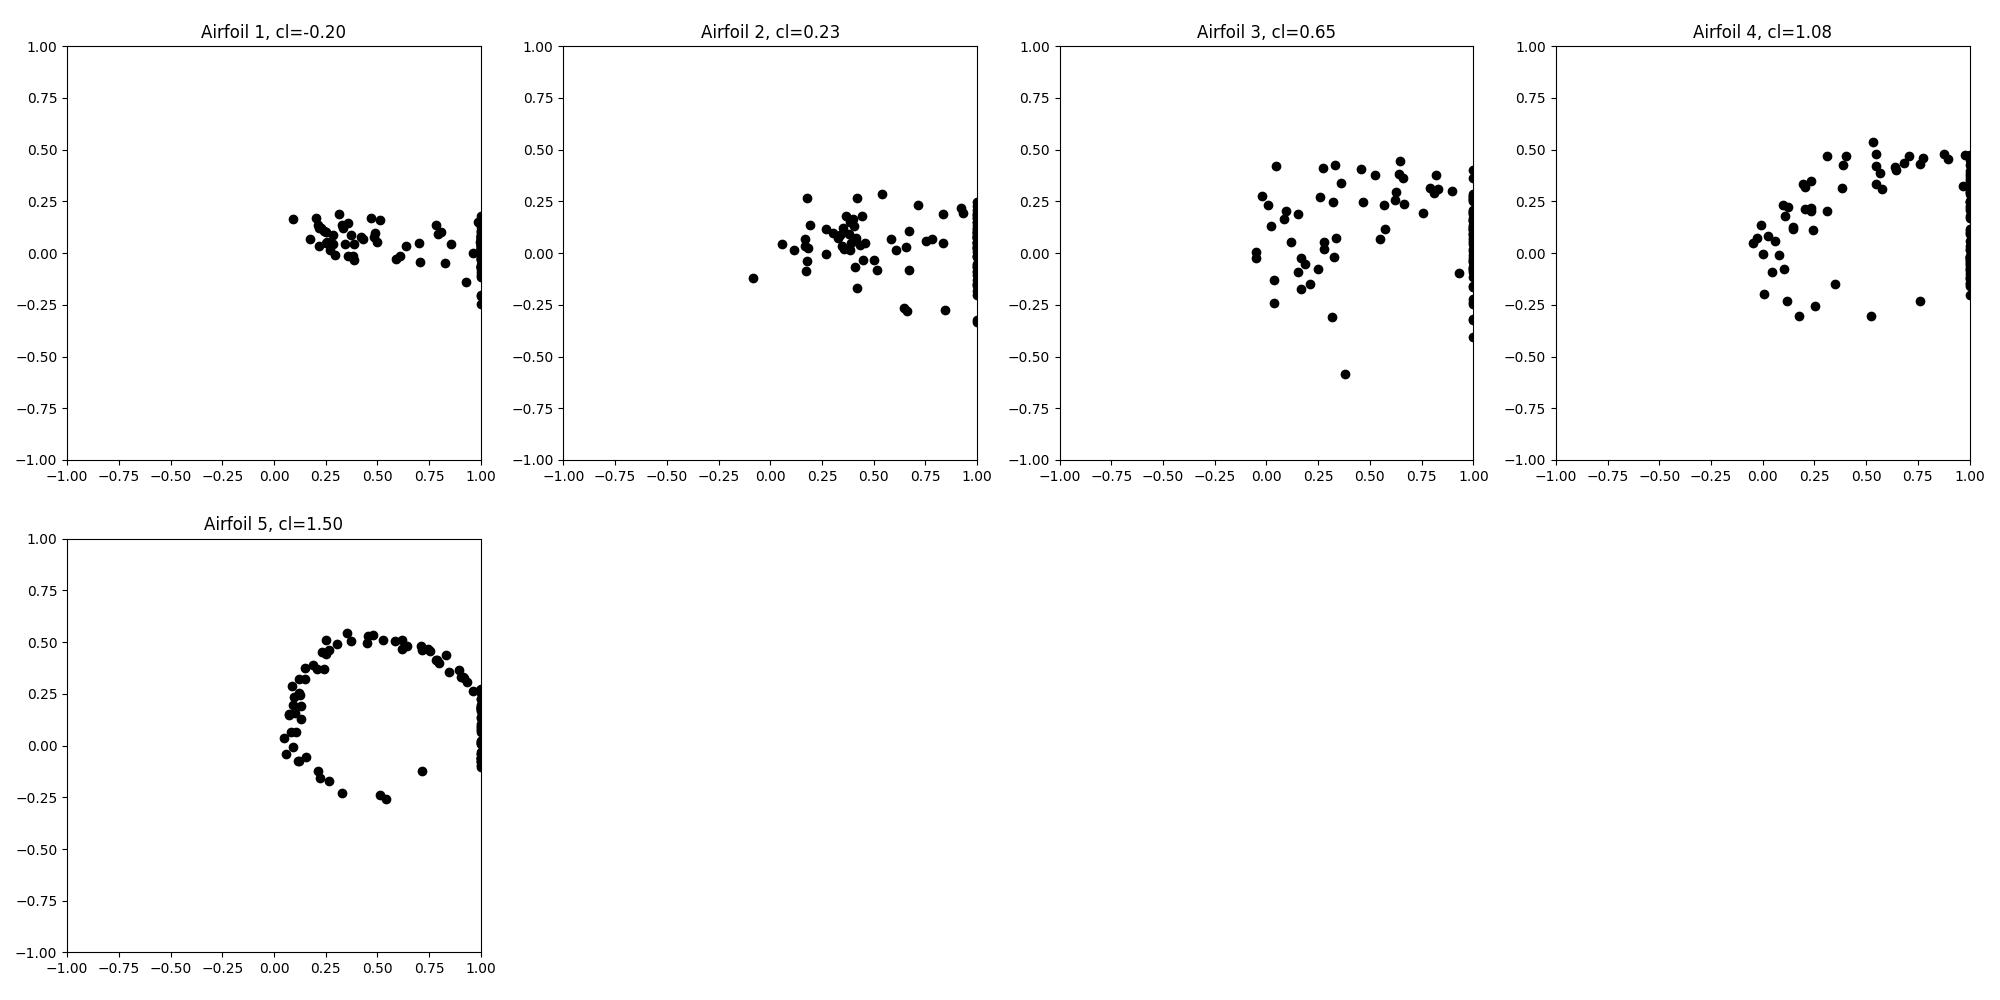 Airfoil 1, cl=-0.20
Airfoil 2, cl=0.23
Airfoil 3, cl=0.65
Airfoil 4, cl=1.08
1.00 1.00 1.00 1.00
0.75 0.75 0.75 0.75
0.50 0.50 0.50 0.50
0.25 0.25 0.25 0.25
0.00 0.00 0.00 0.00
−0.25 −0.25 −0.25 −0.25
−0.50 −0.50 −0.50 −0.50
−0.75 −0.75 −0.75 −0.75
−1.00 −1.00 −1.00 −1.00
−1.00 −0.75 −0.50 −0.25 0.00 0.25 0.50 0.75 1.00
−1.00 −0.75 −0.50 −0.25 0.00 0.25 0.50 0.75 1.00
−1.00 −0.75 −0.50 −0.25 0.00 0.25 0.50 0.75 1.00
−1.00 −0.75 −0.50 −0.25 0.00 0.25 0.50 0.75 1.00
Airfoil 5, cl=1.50
1.00
0.75
0.50
0.25
0.00
−0.25
−0.50
−0.75
−1.00
−1.00 −0.75 −0.50 −0.25 0.00 0.25 0.50 0.75 1.00